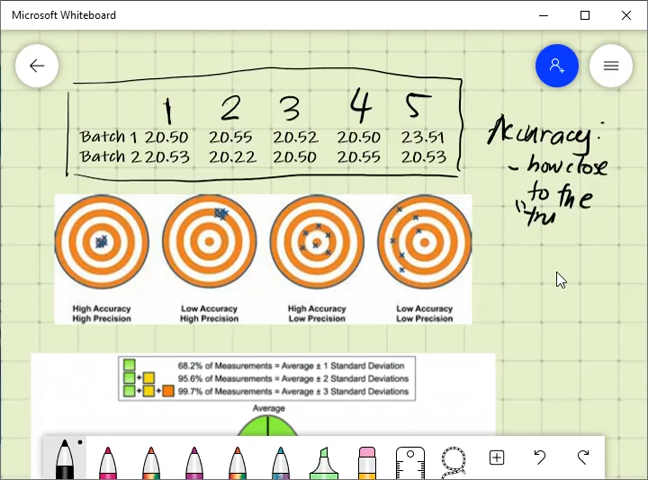 Microsoft Whiteboard
1 2 3 4 5
Batch 1 20.50 20.55 20.52 20.50 23.51
Batch 2 20.53 20.22 20.50 20.55 20.53
Accuracy:
- how close
to the
"tru
High Accuracy
High Precision
Low Accuracy
High Precision
High Accuracy
Low Precision
Low Accuracy
Low Precision
68.2% of Measurements = Average ± 1 Standard Deviation
+ 95.6% of Measurements = Average ± 2 Standard Deviations
+ + 99.7% of Measurements = Average ± 3 Standard Deviations
Average